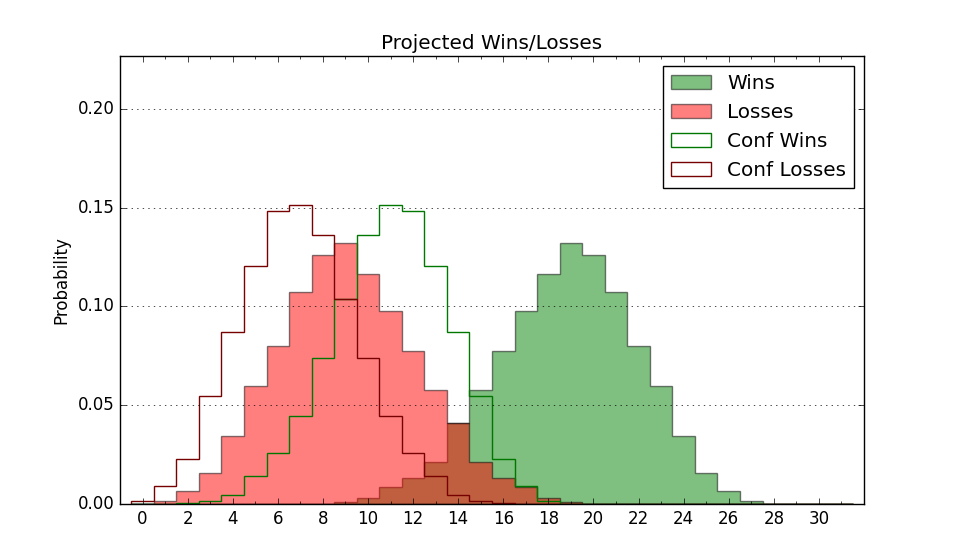 Projected Wins/Losses
Wins
Losses
Conf Wins
Conf Losses
Probability
0.20
0.15
0.10
0.05
0.00
0 2 4 6 8 10 12 14 16 18 20 22 24 26 28 30